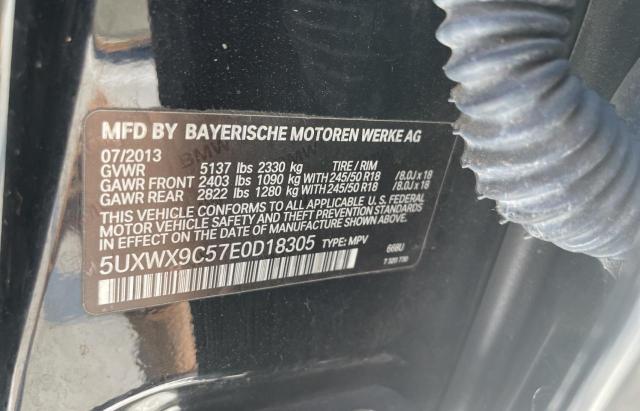 MFD BY BAYERISCHE MOTOREN WERKE AG
07/2013
GVWR 5137 lbs 2330 kg TIRE / RIM
GAWR FRONT 2403 lbs 1090 kg WITH 245/50 R18 /8.0J x 18
GAWR REAR 2822 lbs 1280 kg WITH 245/50 R18 /8.0J x 18
THIS VEHICLE CONFORMS TO ALL APPLICABLE U.S. FEDERAL
MOTOR VEHICLE SAFETY AND THEFT PREVENTION STANDARDS
IN EFFECT ON THE DATE OF MANUFACTURE SHOWN ABOVE.
5UXWX9C57E0D18305 TYPE: MPV 668U
7 320 730